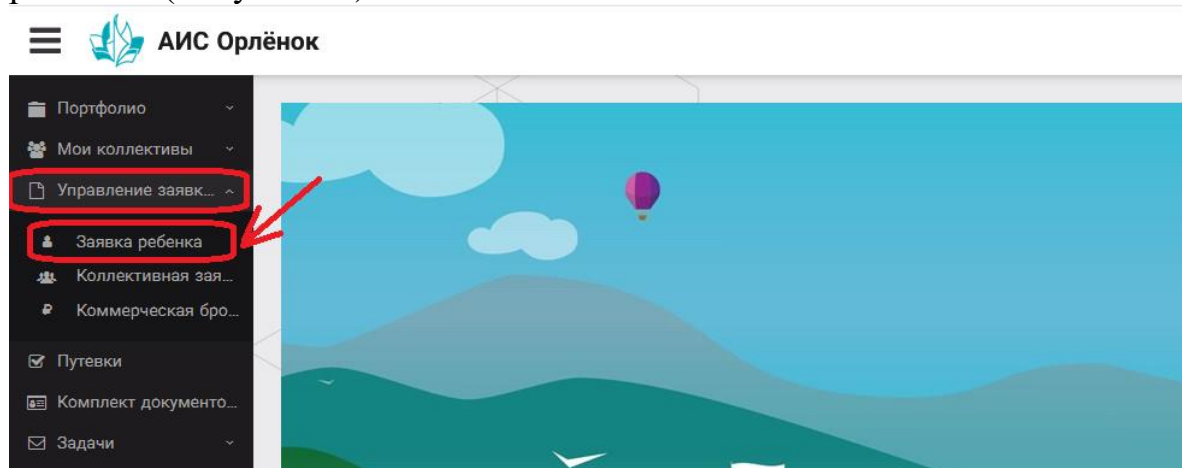 АИС Орлёнок
Портфолио
Мои коллективы
Управление заявк...
Заявка ребенка
Коллективная зая...
Коммерческая бро...
Путевки
Комплект документо...
Задачи